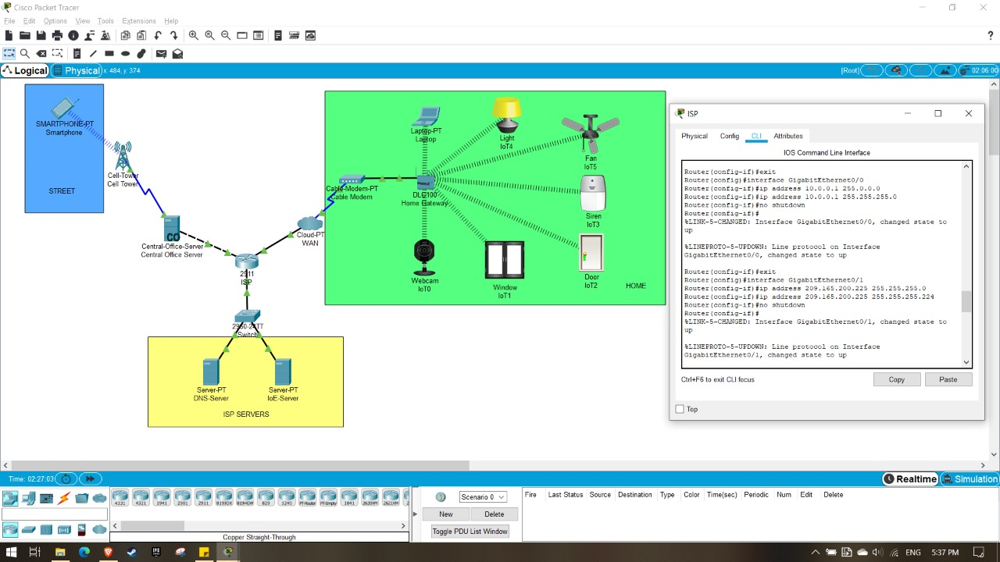 Cisco Packet Tracer
File Edit Options View Tools Extensions Help
?
Logical Physical x: 484, y: 374 [Root] 02:06:00
SMARTPHONE-PT
Smartphone
STREET
Cell-Tower
Cell Tower
CO
Central-Office-Server
Central Office Server
2911
ISP
Cloud-PT
WAN
Cable-Modem-PT
Cable Modem
DLC100
Home Gateway
Laptop-PT
Laptop
Light
IoT4
Fan
IoT5
Siren
IoT3
Door
IoT2
Window
IoT1
Webcam
IoT0
HOME
2960-24TT
Switch
Server-PT
DNS-Server
Server-PT
IoE-Server
ISP SERVERS
ISP
Physical Config CLI Attributes
IOS Command Line Interface
Router(config-if)#exit
Router(config)#interface GigabitEthernet0/0
Router(config-if)#ip address 10.0.0.1 255.0.0.0
Router(config-if)#ip address 10.0.0.1 255.255.255.0
Router(config-if)#no shutdown
Router(config-if)#
%LINK-5-CHANGED: Interface GigabitEthernet0/0, changed state to
up
%LINEPROTO-5-UPDOWN: Line protocol on Interface
GigabitEthernet0/0, changed state to up
Router(config-if)#exit
Router(config)#interface GigabitEthernet0/1
Router(config-if)#ip address 209.165.200.225 255.255.255.0
Router(config-if)#ip address 209.165.200.225 255.255.255.224
Router(config-if)#no shutdown
Router(config-if)#
%LINK-5-CHANGED: Interface GigabitEthernet0/1, changed state to
up
%LINEPROTO-5-UPDOWN: Line protocol on Interface
GigabitEthernet0/1, changed state to up
Ctrl+F6 to exit CLI focus
Copy Paste
Top
Time: 02:27:03
Realtime Simulation
4331 4321 1941 2901 2911 819IOX 819HGW 829 1240 PT-Router PT-Empty 1841 2620XM 2621XM
Copper Straight-Through
Scenario 0
New Delete
Toggle PDU List Window
Fire Last Status Source Destination Type Color Time(sec) Periodic Num Edit Delete
ENG 5:37 PM